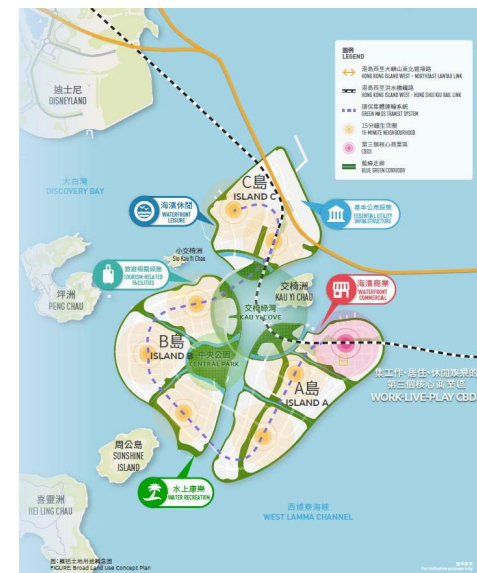 圖例
LEGEND
港島西至大嶼山東北連接路
HONG KONG ISLAND WEST - NORTHEAST LANTAU LINK
港島西至洪水橋鐵路
HONG KONG ISLAND WEST - HONG SHUI KIU RAIL LINK
環保集體運輸系統
GREEN MASS TRANSIT SYSTEM
15分鐘生活圈
15-MINUTE NEIGHBOURHOOD
第三個核心商業區
CBD3
藍綠走廊
BLUE GREEN CORRIDOR
迪士尼
DISNEYLAND
大白灣
DISCOVERY BAY
C島
ISLAND C
海濱休閒
WATERFRONT
LEISURE
基本公用設施
ESSENTIAL UTILITY
INFRASTRUCTURE
小交椅洲
Siu Kau Yi Chau
旅遊相關設施
TOURISM-RELATED
FACILITIES
交椅洲
KAU YI CHAU
海濱商業
WATERFRONT
COMMERCIAL
坪洲
PENG CHAU
交椅綠灣
KAU YI COVE
B島
ISLAND B
中央公園
CENTRAL PARK
A島
ISLAND A
集工作、居住、休閒娛樂的
第三個核心商業區
WORK-LIVE-PLAY CBD
周公島
SUNSHINE
ISLAND
水上康樂
WATER RECREATION
喜靈洲
HEI LING CHAU
西博寮海峽
WEST LAMMA CHANNEL
圖：概括土地用途概念圖
FIGURE: Broad Land use Concept Plan
For indicative purposes only